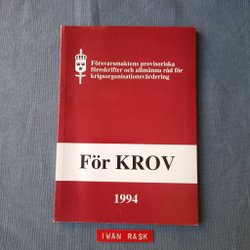 Försvarsmaktens provisoriska
föreskrifter och allmänna råd för
krigsorganisationsvärdering
För KROV
1994
IWAN RASK